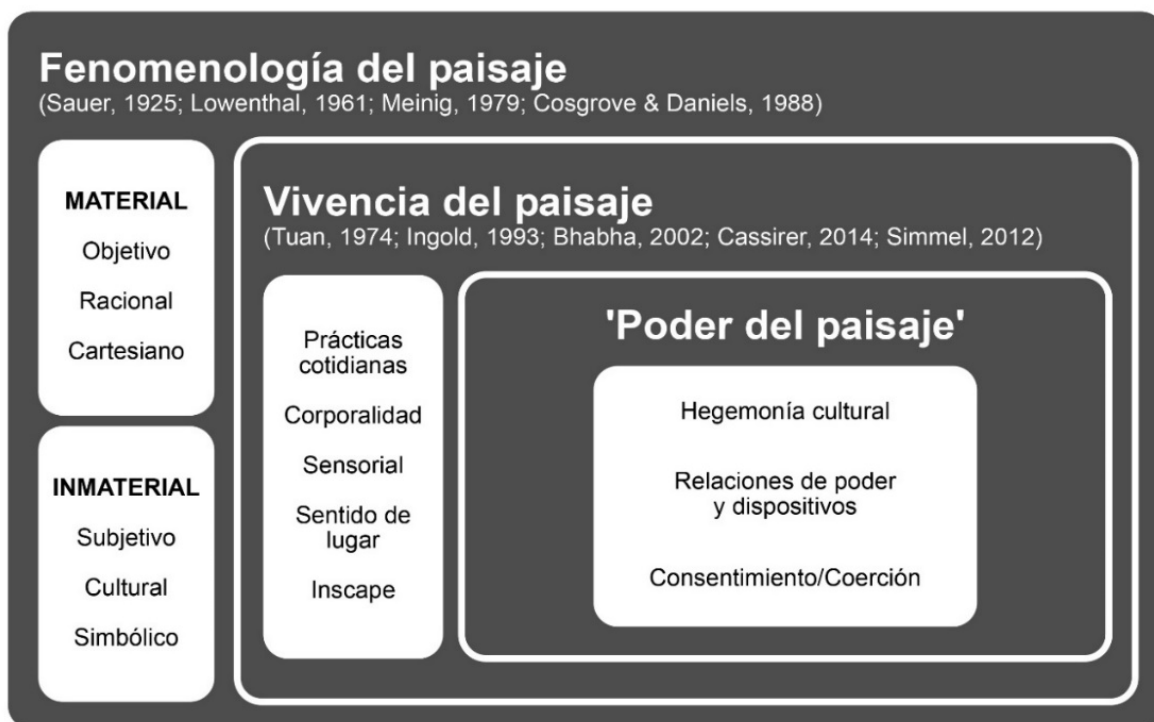 Fenomenología del paisaje
(Sauer, 1925; Lowenthal, 1961; Meinig, 1979; Cosgrove & Daniels, 1988)
MATERIAL
Objetivo
Racional
Cartesiano
INMATERIAL
Subjetivo
Cultural
Simbólico
Vivencia del paisaje
(Tuan, 1974; Ingold, 1993; Bhabha, 2002; Cassirer, 2014; Simmel, 2012)
Prácticas
cotidianas
Corporalidad
Sensorial
Sentido de
lugar
Inscape
'Poder del paisaje'
Hegemonía cultural
Relaciones de poder
y dispositivos
Consentimiento/Coerción